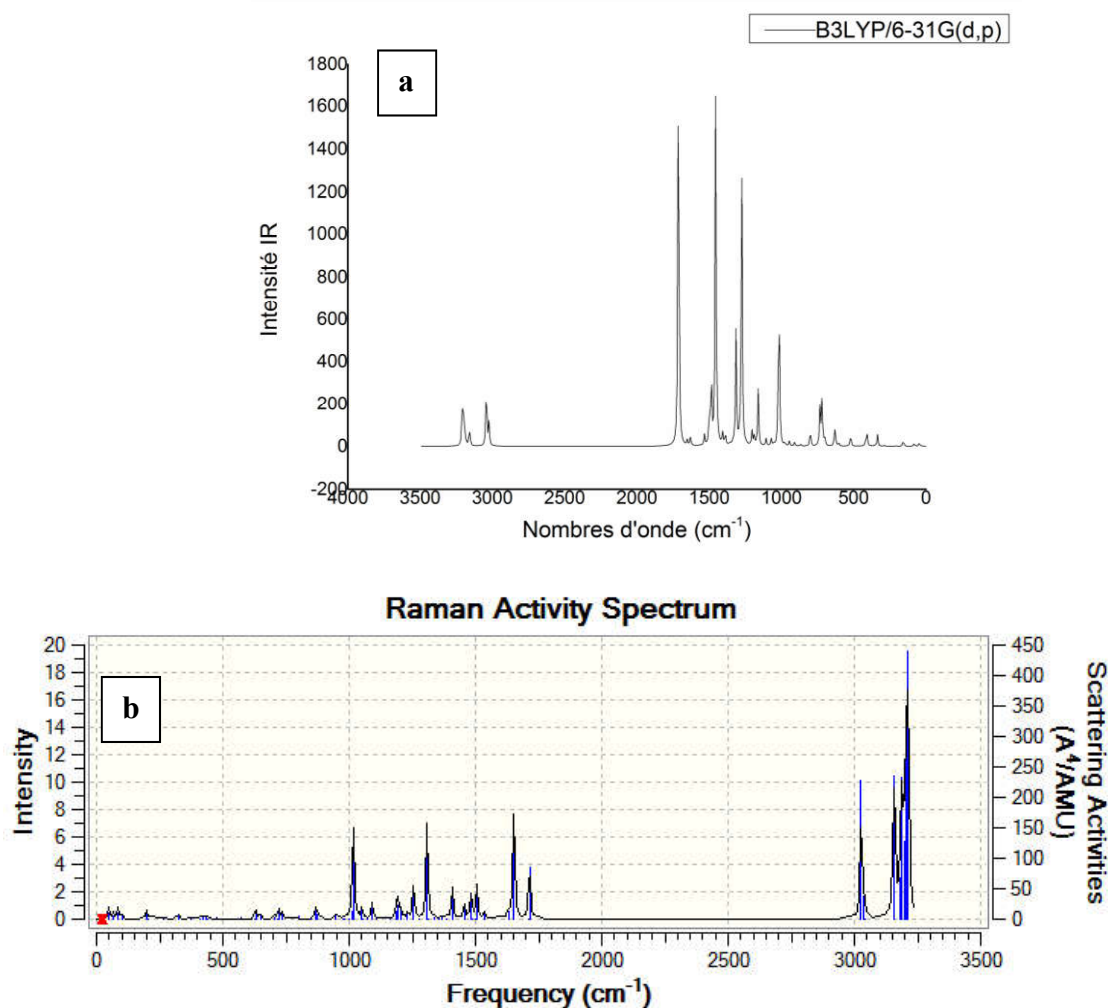 B3LYP/6-31G(d,p)
a
1800
1600
1400
1200
1000
800
600
400
200
0
-200
Intensité IR
4000 3500 3000 2500 2000 1500 1000 500 0
Nombres d'onde (cm-1)
Raman Activity Spectrum
b
20
18
16
14
12
10
8
6
4
2
0
Intensity
450
400
350
300
250
200
150
100
50
0
Scattering Activities
(A^4/AMU)
0 500 1000 1500 2000 2500 3000 3500
Frequency (cm-1)